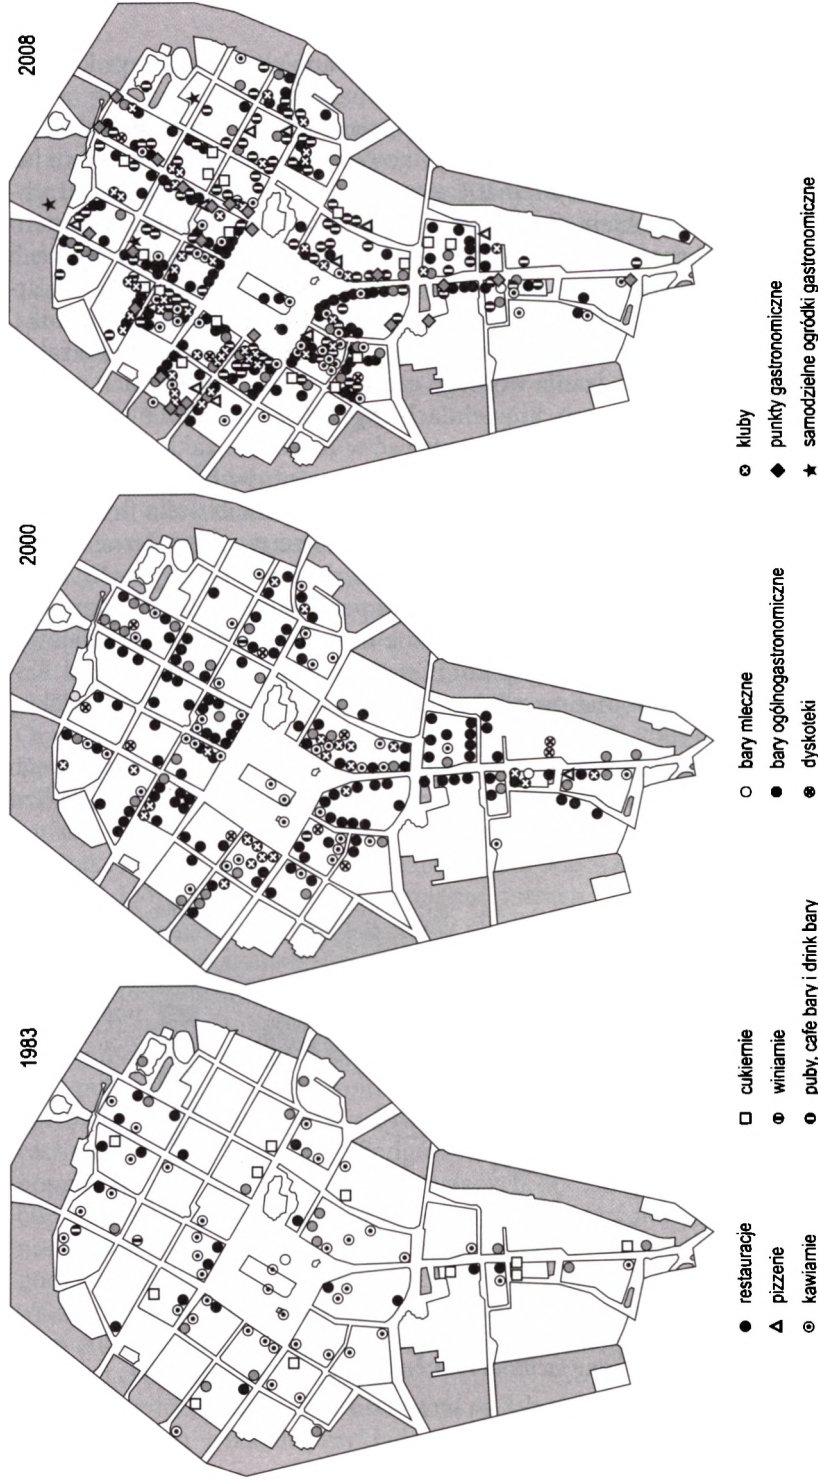 1983
2000
2008
restauracje
pizzerie
kawiarnie
cukiernie
winiarnie
puby, cafe bary i drink bary
bary mleczne
bary ogólnogastronomiczne
dyskoteki
kluby
punkty gastronomiczne
samodzielne ogródki gastronomiczne